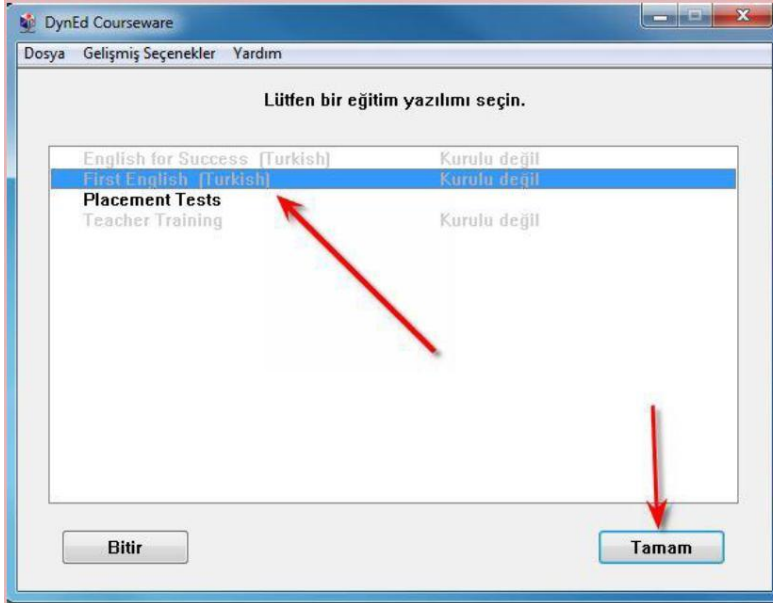 DynEd Courseware
Dosya Gelişmiş Seçenekler Yardım
Lütfen bir eğitim yazılımı seçin.
English for Success (Turkish) Kurulu değil
First English (Turkish) Kurulu değil
Placement Tests
Teacher Training Kurulu değil
Bitir Tamam